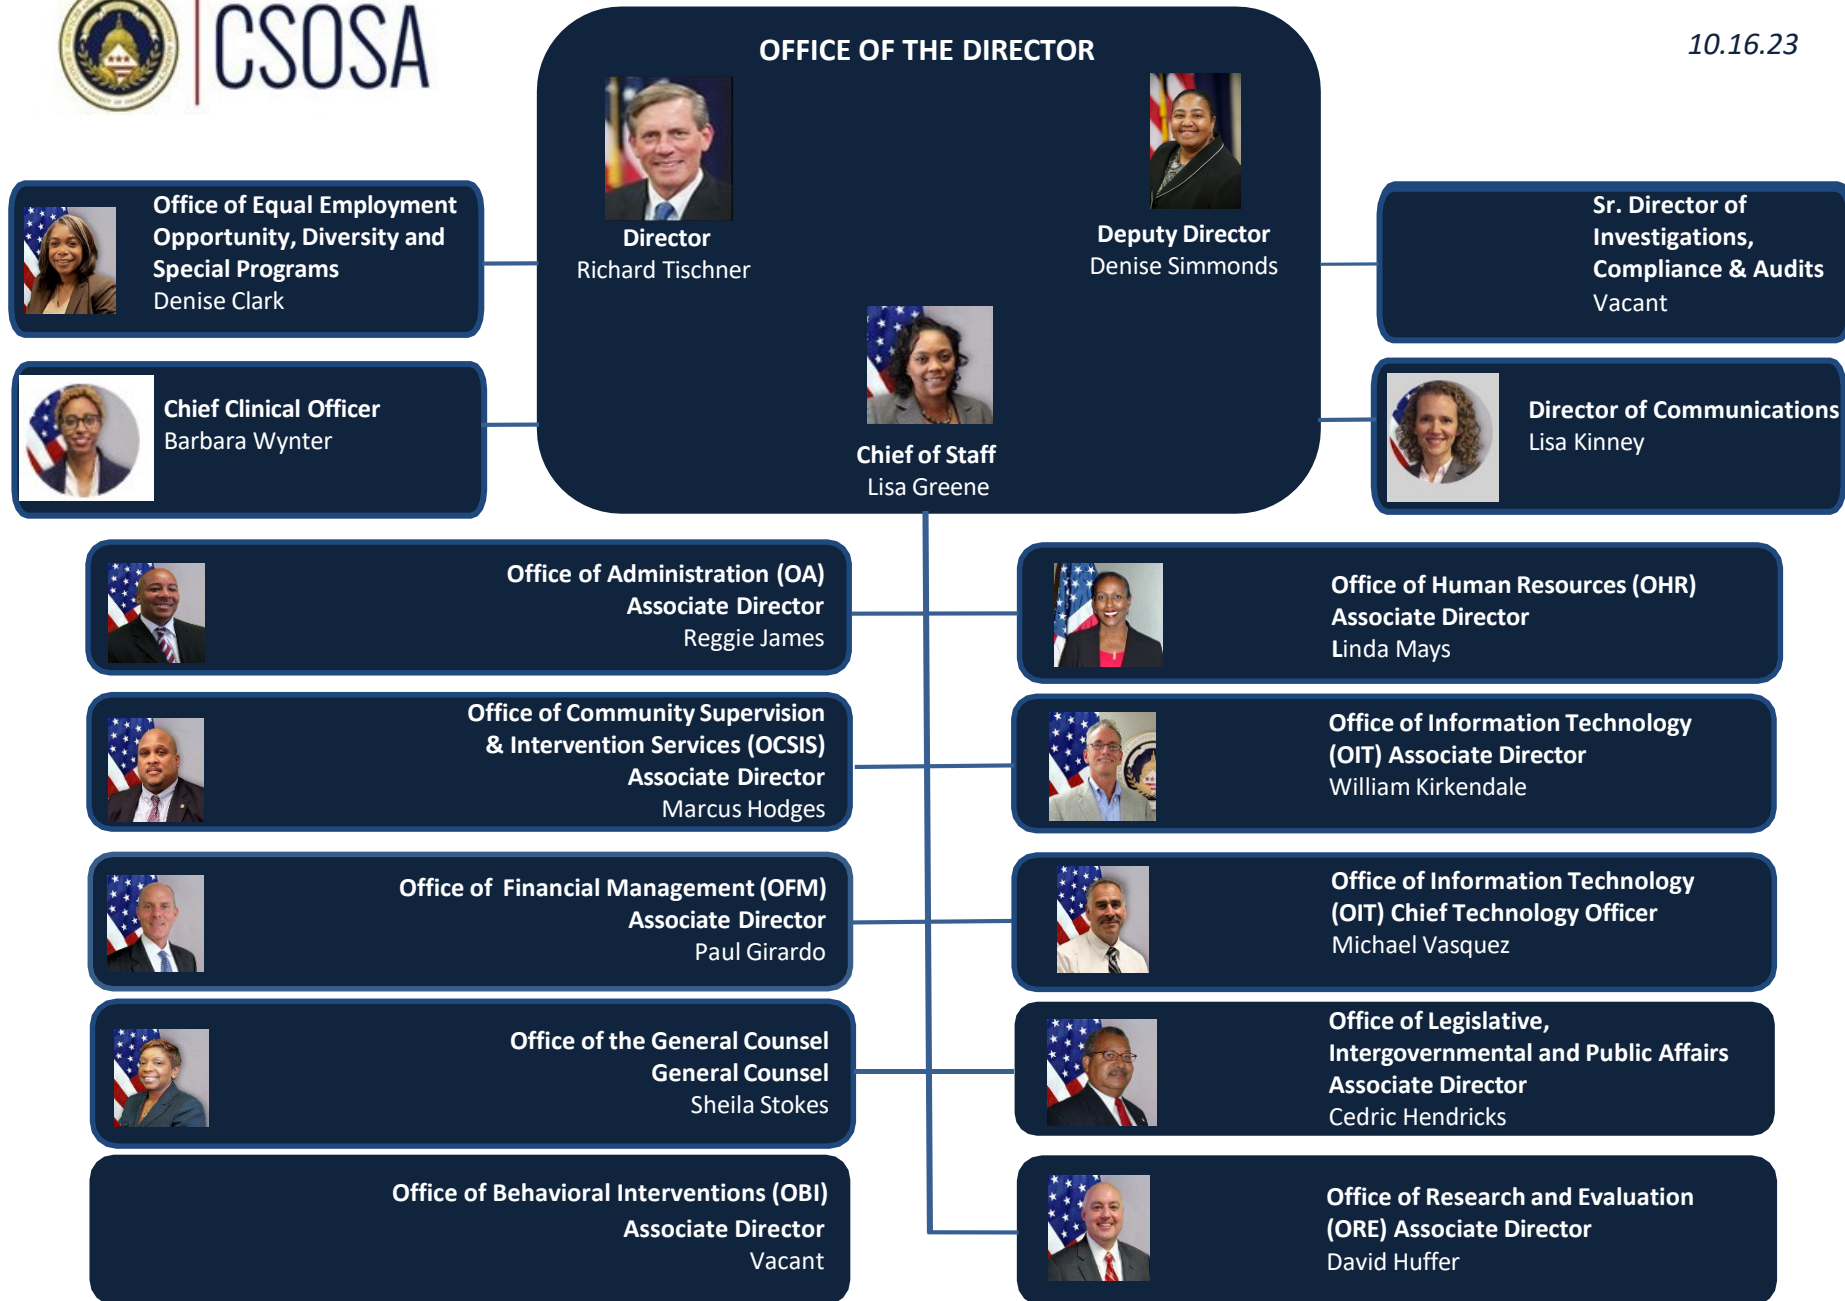 CSOSA
10.16.23
OFFICE OF THE DIRECTOR
Director
Richard Tischner
Deputy Director
Denise Simmonds
Chief of Staff
Lisa Greene
Office of Equal Employment
Opportunity, Diversity and
Special Programs
Denise Clark
Sr. Director of
Investigations,
Compliance & Audits
Vacant
Chief Clinical Officer
Barbara Wynter
Director of Communications
Lisa Kinney
Office of Administration (OA)
Associate Director
Reggie James
Office of Human Resources (OHR)
Associate Director
Linda Mays
Office of Community Supervision
& Intervention Services (OCSIS)
Associate Director
Marcus Hodges
Office of Information Technology
(OIT) Associate Director
William Kirkendale
Office of Financial Management (OFM)
Associate Director
Paul Girardo
Office of Information Technology
(OIT) Chief Technology Officer
Michael Vasquez
Office of the General Counsel
General Counsel
Sheila Stokes
Office of Legislative,
Intergovernmental and Public Affairs
Associate Director
Cedric Hendricks
Office of Behavioral Interventions (OBI)
Associate Director
Vacant
Office of Research and Evaluation
(ORE) Associate Director
David Huffer